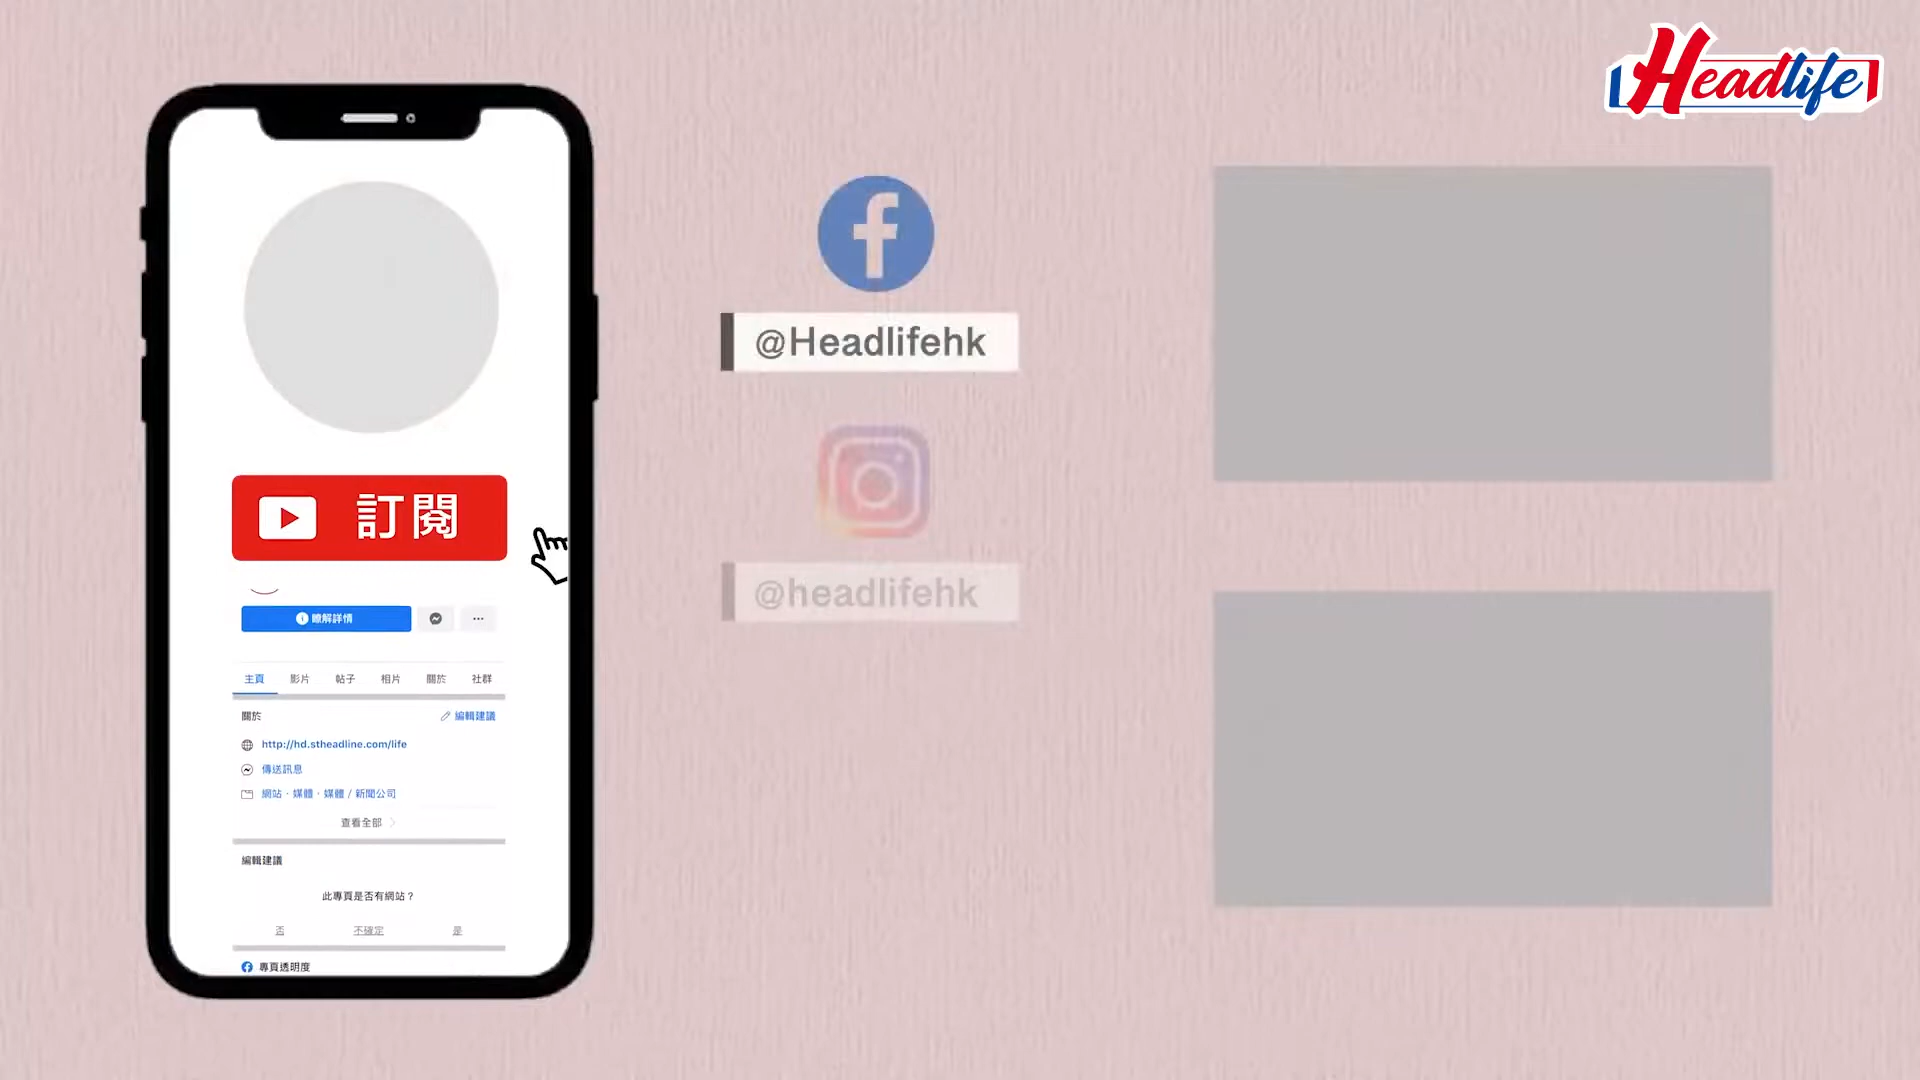 Headlife
訂閱
瞭解詳情
主頁 影片 帖子 相片 關於 社群
關於 編輯建議
http://hd.stheadline.com/life
傳送訊息
網站 · 媒體 · 媒體 / 新聞公司
查看全部
編輯建議
此專頁是否有網站？
否 不確定 是
專頁透明度
@Headlifehk
@headlifehk